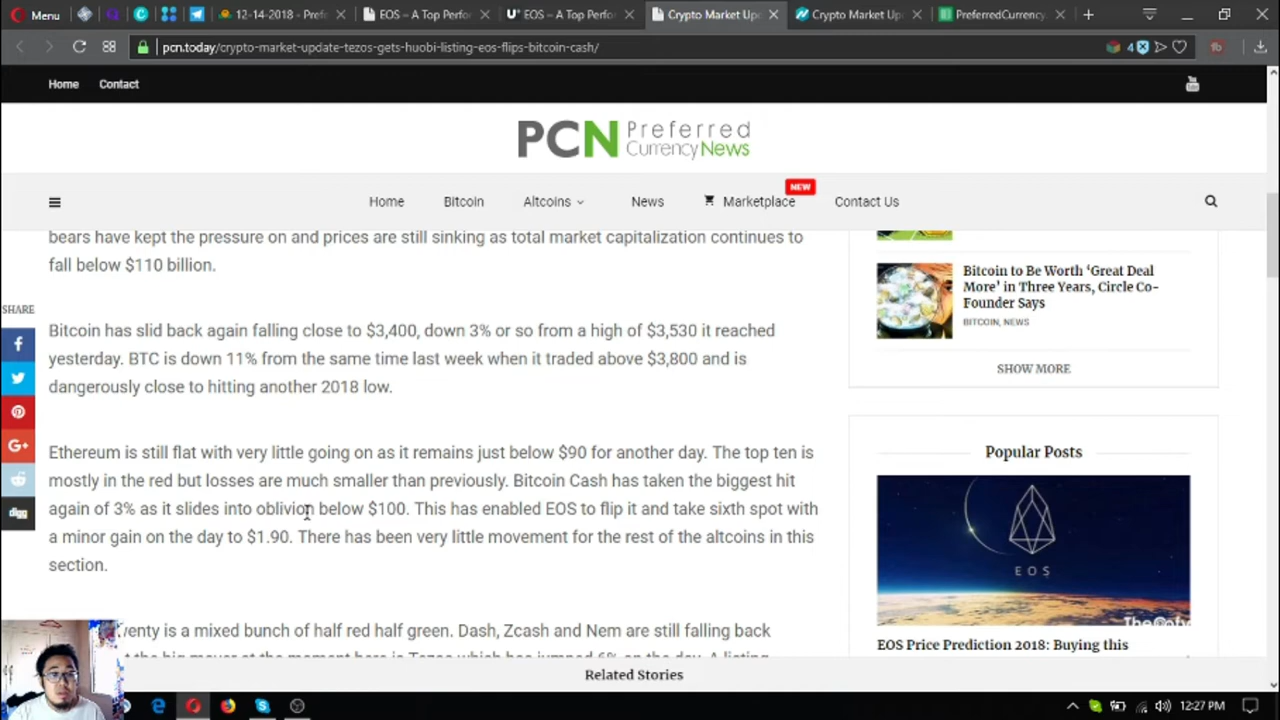 Menu
12-14-2018 - Prefe
EOS – A Top Perfo
EOS – A Top Perfo
Crypto Market Up
Crypto Market Up
PreferredCurrency
pcn.today/crypto-market-update-tezos-gets-huobi-listing-eos-flips-bitcoin-cash/
4
Home Contact
PCN Preferred
CurrencyNews
NEW
Home Bitcoin Altcoins News Marketplace Contact Us
bears have kept the pressure on and prices are still sinking as total market capitalization continues to
fall below $110 billion.
SHARE
Bitcoin has slid back again falling close to $3,400, down 3% or so from a high of $3,530 it reached
yesterday. BTC is down 11% from the same time last week when it traded above $3,800 and is
dangerously close to hitting another 2018 low.
Ethereum is still flat with very little going on as it remains just below $90 for another day. The top ten is
mostly in the red but losses are much smaller than previously. Bitcoin Cash has taken the biggest hit
again of 3% as it slides into oblivion below $100. This has enabled EOS to flip it and take sixth spot with
a minor gain on the day to $1.90. There has been very little movement for the rest of the altcoins in this
section.
wenty is a mixed bunch of half red half green. Dash, Zcash and Nem are still falling back
digg
Bitcoin to Be Worth ‘Great Deal
More’ in Three Years, Circle Co-
Founder Says
BITCOIN, NEWS
SHOW MORE
Popular Posts
EOS
EOS Price Prediction 2018: Buying this
Related Stories
12:27 PM